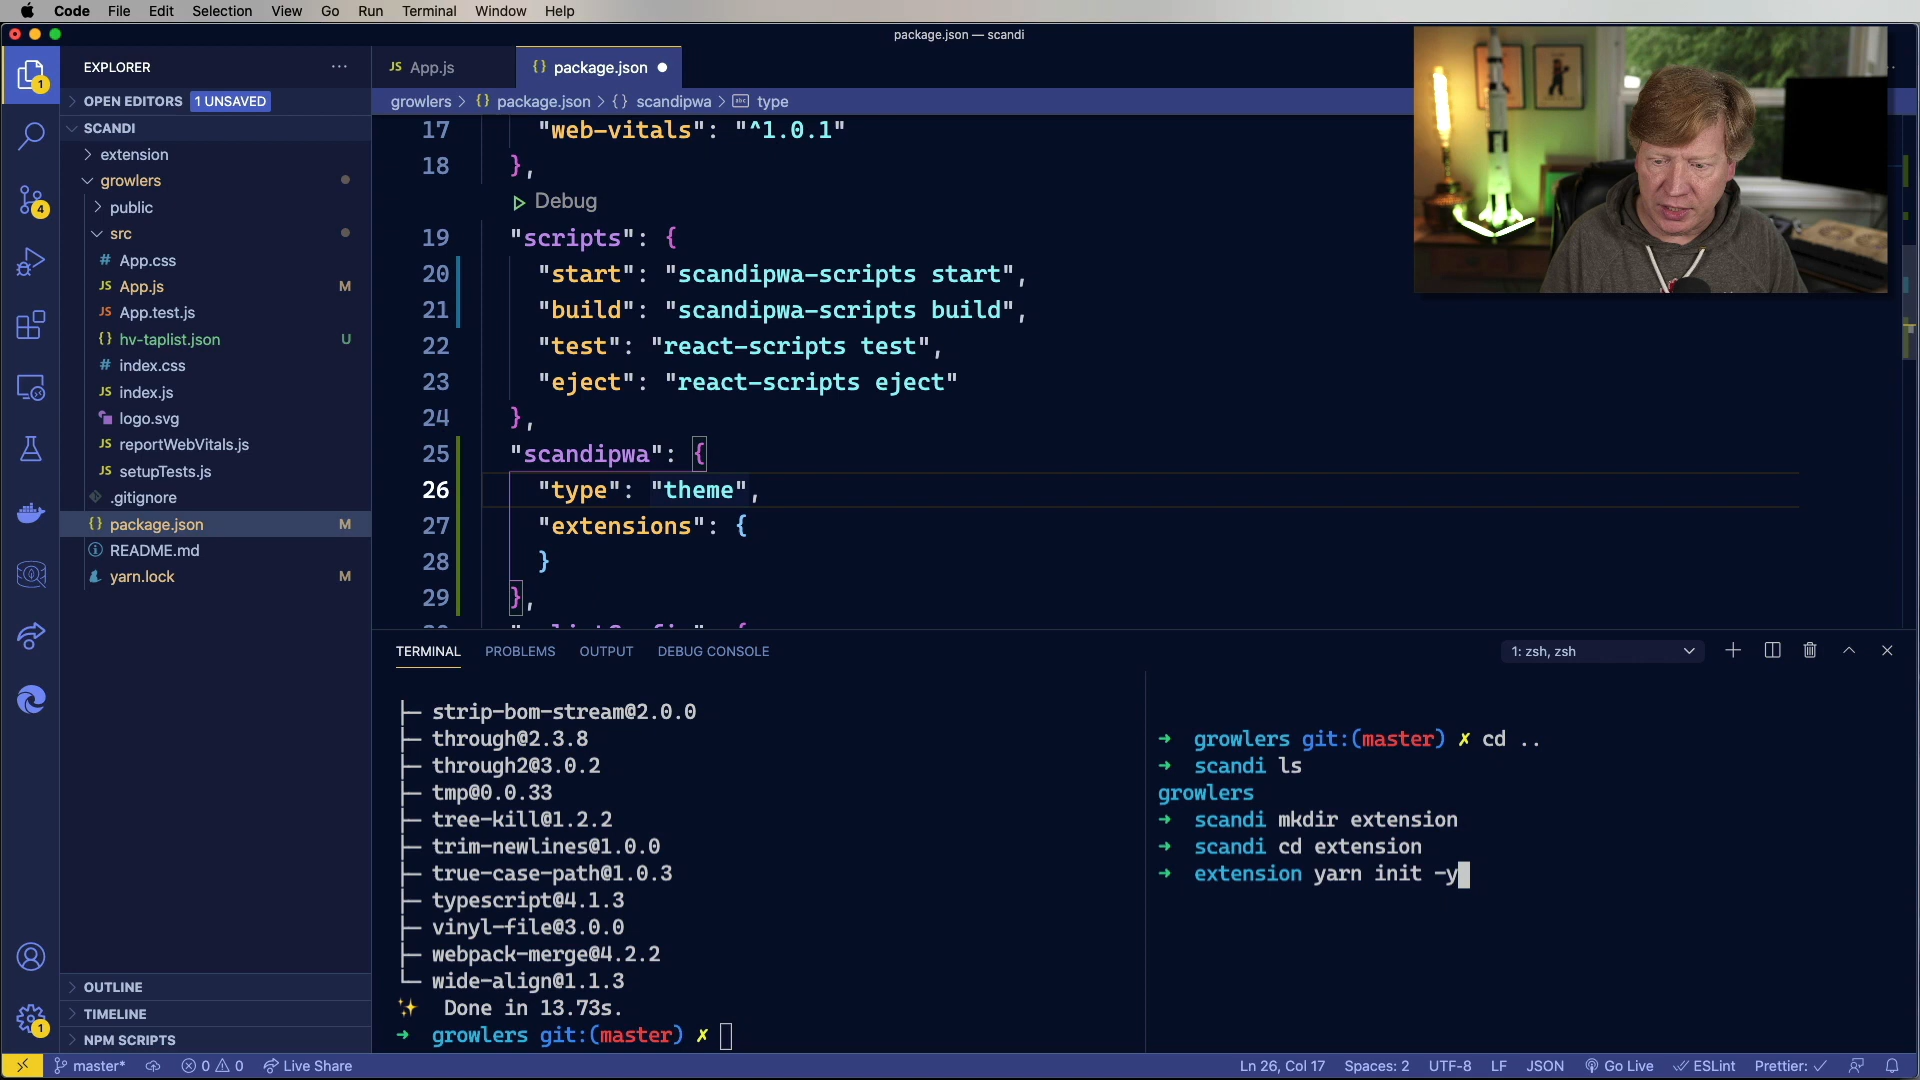 Code File Edit Selection View Go Run Terminal Window Help
package.json — scandi
EXPLORER ···
JS App.js
{} package.json ●
OPEN EDITORS 1 UNSAVED
growlers > {} package.json > {} scandipwa > abc type
SCANDI
extension
growlers
public
src
# App.css
JS App.js M
JS App.test.js
{} hv-taplist.json U
# index.css
JS index.js
logo.svg
JS reportWebVitals.js
JS setupTests.js
.gitignore
{} package.json M
README.md
yarn.lock M
OUTLINE
TIMELINE
NPM SCRIPTS
1
4
1
17 "web-vitals": "^1.0.1"
18 },
Debug
19 "scripts": {
20 "start": "scandipwa-scripts start",
21 "build": "scandipwa-scripts build",
22 "test": "react-scripts test",
23 "eject": "react-scripts eject"
24 },
25 "scandipwa": {
26 "type": "theme",
27 "extensions": {
28 }
29 },
TERMINAL PROBLEMS OUTPUT DEBUG CONSOLE
1: zsh, zsh
├─ strip-bom-stream@2.0.0
├─ through@2.3.8
├─ through2@3.0.2
├─ tmp@0.0.33
├─ tree-kill@1.2.2
├─ trim-newlines@1.0.0
├─ true-case-path@1.0.3
├─ typescript@4.1.3
├─ vinyl-file@3.0.0
├─ webpack-merge@4.2.2
└─ wide-align@1.1.3
✨ Done in 13.73s.
➜ growlers git:(master) ✗
➜ growlers git:(master) ✗ cd ..
➜ scandi ls
growlers
➜ scandi mkdir extension
➜ scandi cd extension
➜ extension yarn init -y
master* 0 0 Live Share
Ln 26, Col 17 Spaces: 2 UTF-8 LF JSON Go Live ESLint Prettier: ✓